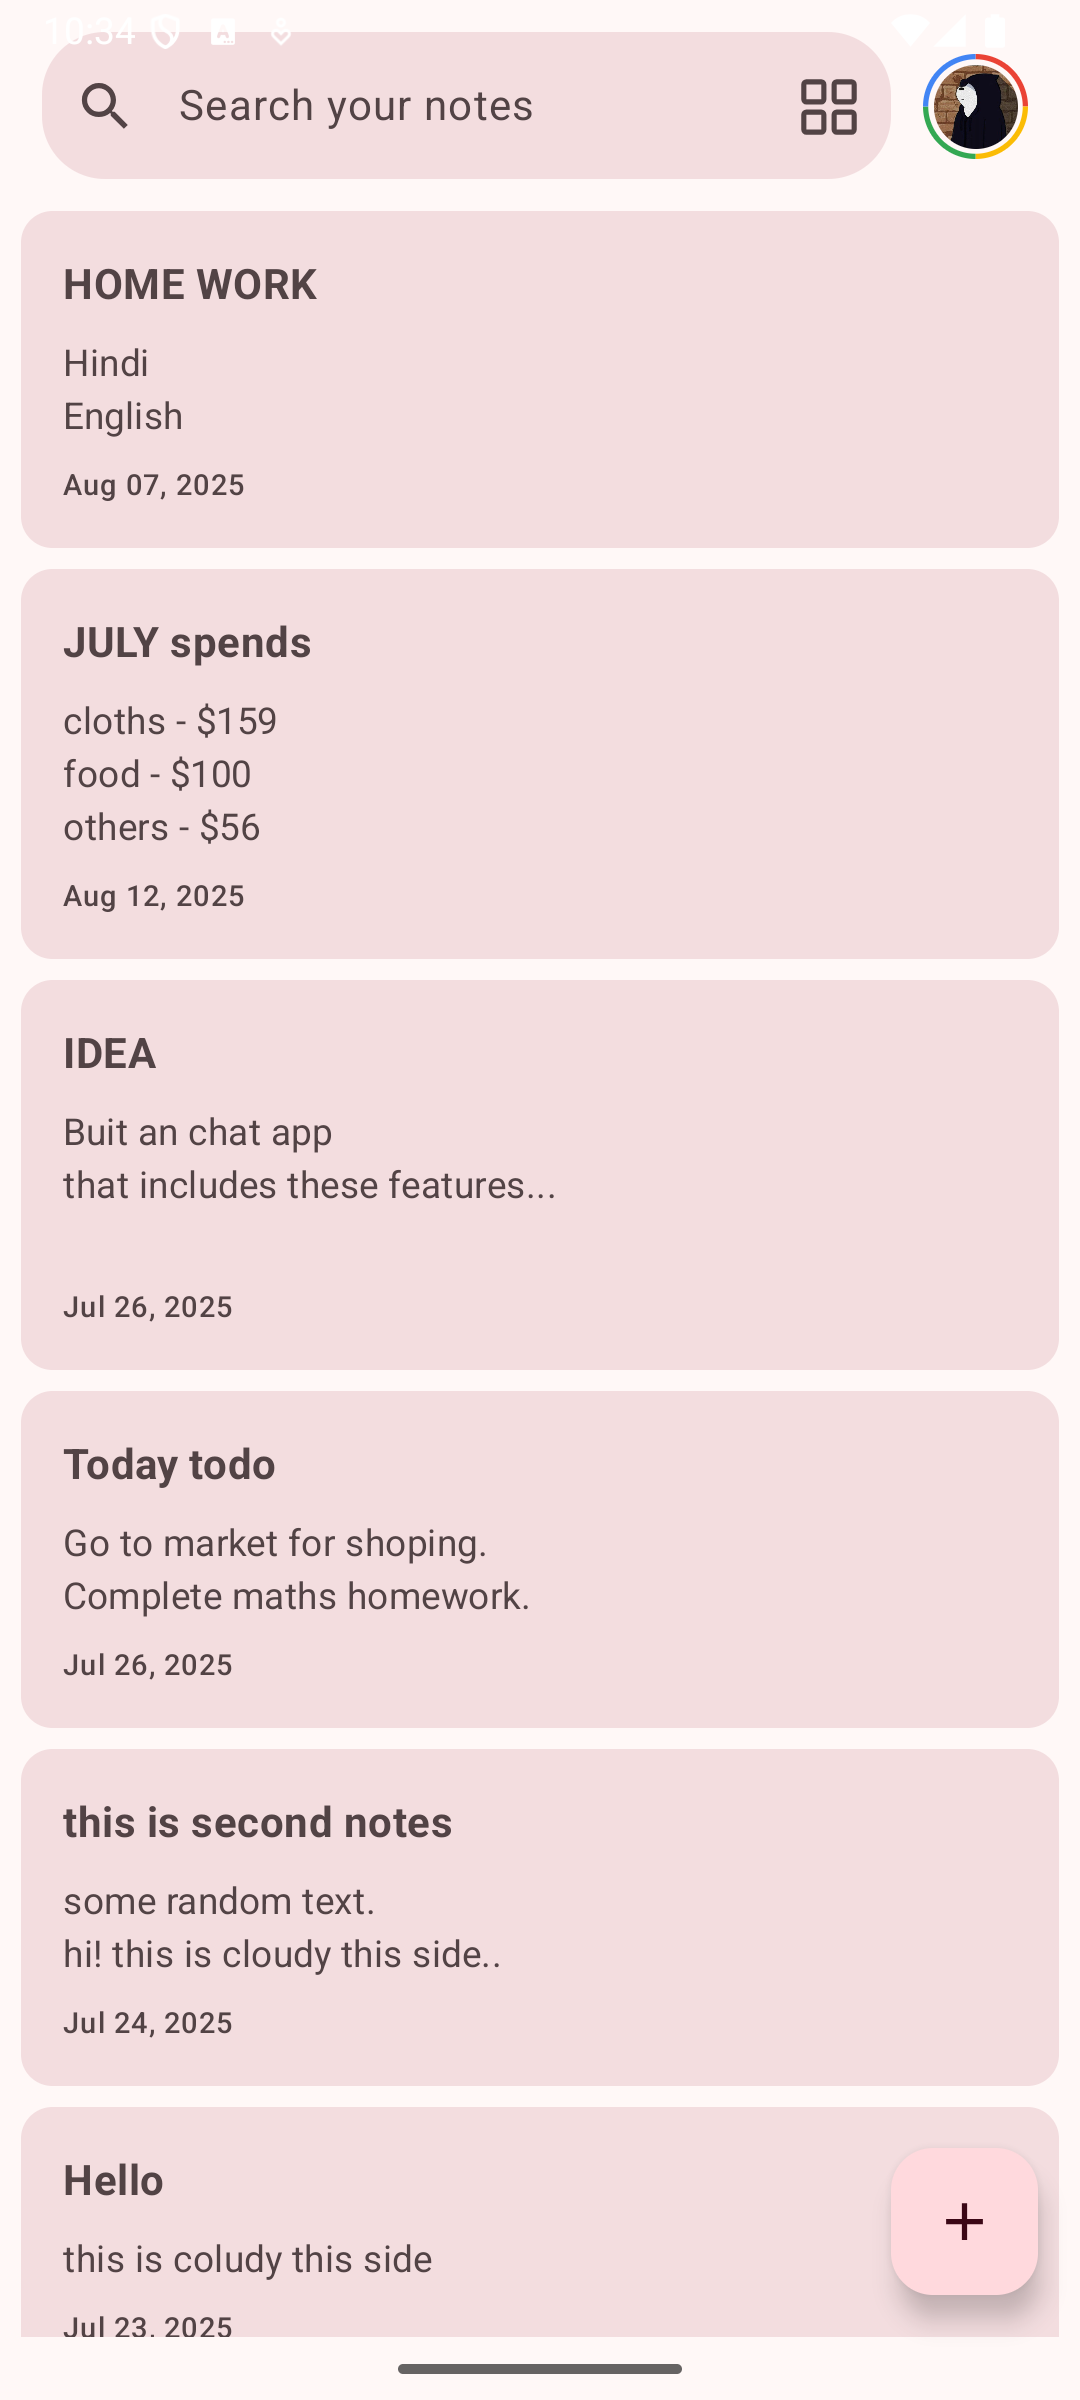 10:34
Search your notes
HOME WORK
Hindi
English
Aug 07, 2025
JULY spends
cloths - $159
food - $100
others - $56
Aug 12, 2025
IDEA
Buit an chat app
that includes these features...
Jul 26, 2025
Today todo
Go to market for shoping.
Complete maths homework.
Jul 26, 2025
this is second notes
some random text.
hi! this is cloudy this side..
Jul 24, 2025
Hello
this is coludy this side
Jul 23, 2025